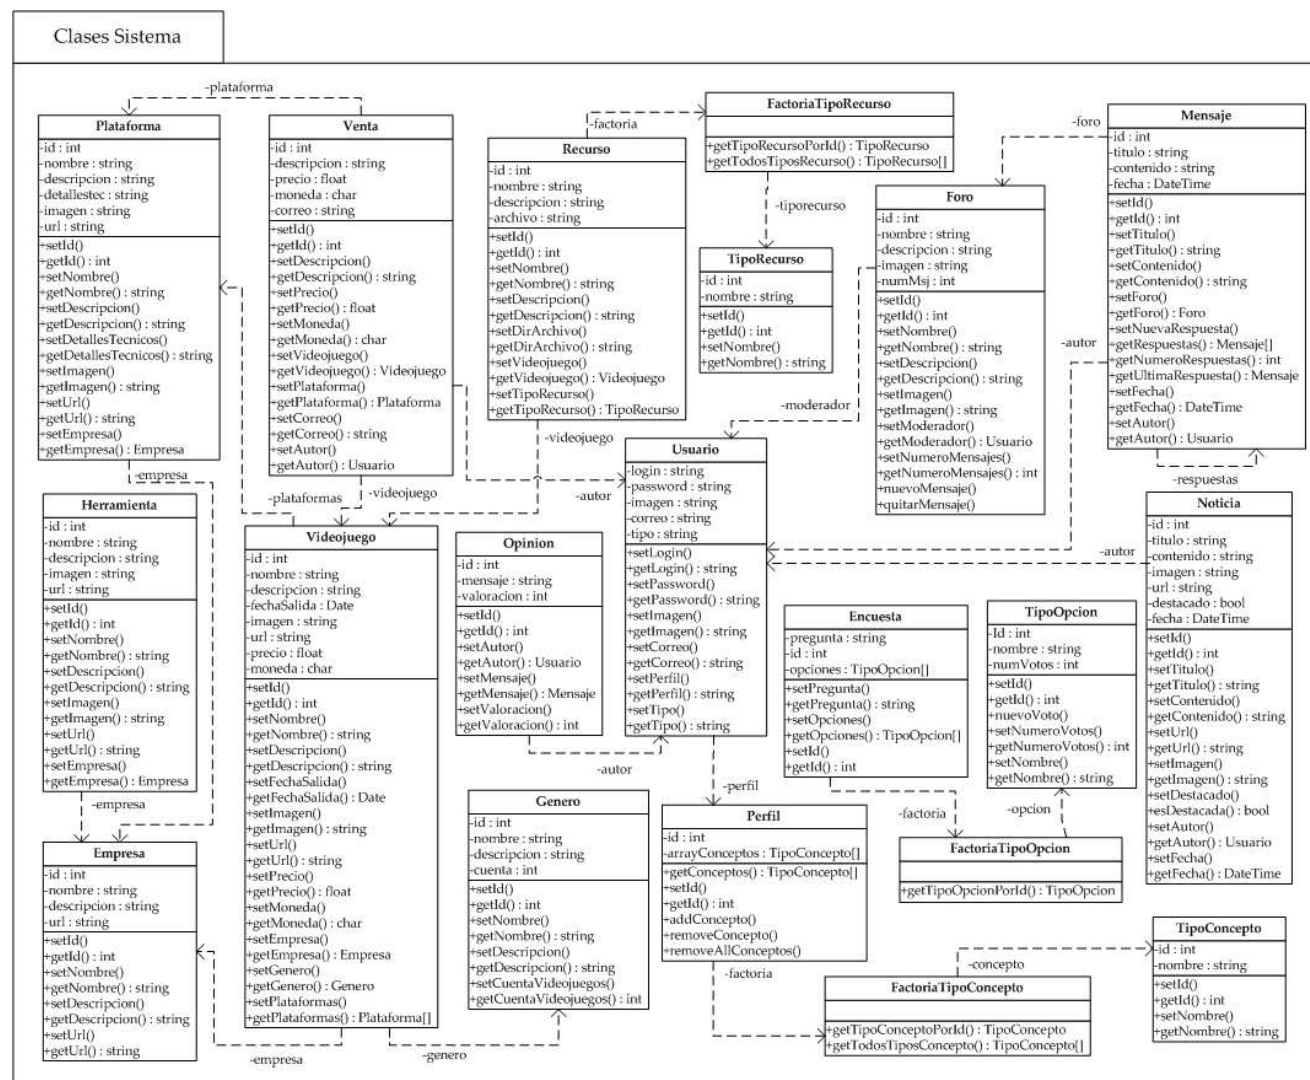 Clases Sistema
-plataforma
Plataforma
-id : int
-nombre : string
-descripcion : string
-detallestec : string
-imagen : string
-url : string
+setId()
+getId() : int
+setNombre()
+getNombre() : string
+setDescripcion()
+getDescripcion() : string
+setDetallesTecnicos()
+getDetallesTecnicos() : string
+setImagen()
+getImagen() : string
+setUrl()
+getUrl() : string
+setEmpresa()
+getEmpresa() : Empresa
Venta
-id : int
-descripcion : string
-precio : float
-moneda : char
-correo : string
+setId()
+getId() : int
+setDescripcion()
+getDescripcion() : string
+setPrecio()
+getPrecio() : float
+setMoneda()
+getMoneda() : char
+setVideojuego()
+getVideojuego() : Videojuego
+setPlataforma()
+getPlataforma() : Plataforma
+setCorreo()
+getCorreo() : string
+setAutor()
+getAutor() : Usuario
-factoria
Recurso
-id : int
-nombre : string
-descripcion : string
-archivo : string
+setId()
+getId() : int
+setNombre()
+getNombre() : string
+setDescripcion()
+getDescripcion() : string
+setDirArchivo()
+getDirArchivo() : string
+setVideojuego()
+getVideojuego() : Videojuego
+setTipoRecurso()
+getTipoRecurso() : TipoRecurso
FactoriaTipoRecurso
+getTipoRecursoPorId() : TipoRecurso
+getTodosTiposRecurso() : TipoRecurso[]
-tiporecurso
TipoRecurso
-id : int
-nombre : string
+setId()
+getId() : int
+setNombre()
+getNombre() : string
-foro
Foro
-id : int
-nombre : string
-descripcion : string
-imagen : string
-numMsj : int
+setId()
+getId() : int
+setNombre()
+getNombre() : string
+setDescripcion()
+getDescripcion() : string
+setImagen()
+getImagen() : string
+setModerador()
+getModerador() : Usuario
+setNumeroMensajes()
+getNumeroMensajes() : int
+nuevoMensaje()
+quitarMensaje()
Mensaje
-id : int
-titulo : string
-contenido : string
-fecha : DateTime
+setId()
+getId() : int
+setTitulo()
+getTitulo() : string
+setContenido()
+getContenido() : string
+setForo()
+getForo() : Foro
+setNuevaRespuesta()
+getRespuestas() : Mensaje[]
+getNumeroRespuestas() : int
+getUltimaRespuesta() : Mensaje
+setFecha()
+getFecha() : DateTime
+setAutor()
+getAutor() : Usuario
-autor
-moderador
-respuestas
-empresa
-plataformas
-videojuego
-videojuego
-autor
Herramienta
-id : int
-nombre : string
-descripcion : string
-imagen : string
-url : string
+setId()
+getId() : int
+setNombre()
+getNombre() : string
+setDescripcion()
+getDescripcion() : string
+setImagen()
+getImagen() : string
+setUrl()
+getUrl() : string
+setEmpresa()
+getEmpresa() : Empresa
-empresa
Videojuego
-id : int
-nombre : string
-descripcion : string
-fechaSalida : Date
-imagen : string
-url : string
-precio : float
-moneda : char
+setId()
+getId() : int
+setNombre()
+getNombre() : string
+setDescripcion()
+getDescripcion() : string
+setFechaSalida()
+getFechaSalida() : Date
+setImagen()
+getImagen() : string
+setUrl()
+getUrl() : string
+setPrecio()
+getPrecio() : float
+setMoneda()
+getMoneda() : char
+setEmpresa()
+getEmpresa() : Empresa
+setGenero()
+getGenero() : Genero
+setPlataformas()
+getPlataformas() : Plataforma[]
Opinion
-id : int
-mensaje : string
-valoracion : int
+setId()
+getId() : int
+setAutor()
+getAutor() : Usuario
+setMensaje()
+getMensaje() : Mensaje
+setValoracion()
+getValoracion() : int
-autor
Usuario
-login : string
-password : string
-imagen : string
-correo : string
-tipo : string
+setLogin()
+getLogin() : string
+setPassword()
+getPassword() : string
+setImagen()
+getImagen() : string
+setCorreo()
+getCorreo() : string
+setPerfil()
+getPerfil() : string
+setTipo()
+getTipo() : string
-perfil
Encuesta
-pregunta : string
-id : int
-opciones : TipoOpcion[]
+setPregunta()
+getPregunta() : string
+setOpciones()
+getOpciones() : TipoOpcion[]
+setId()
+getId() : int
-factoria
TipoOpcion
-Id : int
-nombre : string
-numVotos : int
+setId()
+getId() : int
+nuevoVoto()
+setNumeroVotos()
+getNumeroVotos() : int
+setNombre()
+getNombre() : string
-opcion
-autor
Noticia
-id : int
-titulo : string
-contenido : string
-imagen : string
-url : string
-destacado : bool
-fecha : DateTime
+setId()
+getId() : int
+setTitulo()
+getTitulo() : string
+setContenido()
+getContenido() : string
+setUrl()
+getUrl() : string
+setImagen()
+getImagen() : string
+setDestacado()
+esDestacada() : bool
+setAutor()
+getAutor() : Usuario
+setFecha()
+getFecha() : DateTime
Empresa
-id : int
-nombre : string
-descripcion : string
-url : string
+setId()
+getId() : int
+setNombre()
+getNombre() : string
+setDescripcion()
+getDescripcion() : string
+setUrl()
+getUrl() : string
-empresa
Genero
-id : int
-nombre : string
-descripcion : string
-cuenta : int
+setId()
+getId() : int
+setNombre()
+getNombre() : string
+setDescripcion()
+getDescripcion() : string
+setCuentaVideojuegos()
+getCuentaVideojuegos() : int
-genero
Perfil
-id : int
-arrayConceptos : TipoConcepto[]
+getConceptos() : TipoConcepto[]
+setId()
+getId() : int
+addConcepto()
+removeConcepto()
+removeAllConceptos()
-factoria
FactoriaTipoOpcion
+getTipoOpcionPorId() : TipoOpcion
-concepto
FactoriaTipoConcepto
+getTipoConceptoPorId() : TipoConcepto
+getTodosTiposConcepto() : TipoConcepto[]
TipoConcepto
-id : int
-nombre : string
+setId()
+getId() : int
+setNombre()
+getNombre() : string